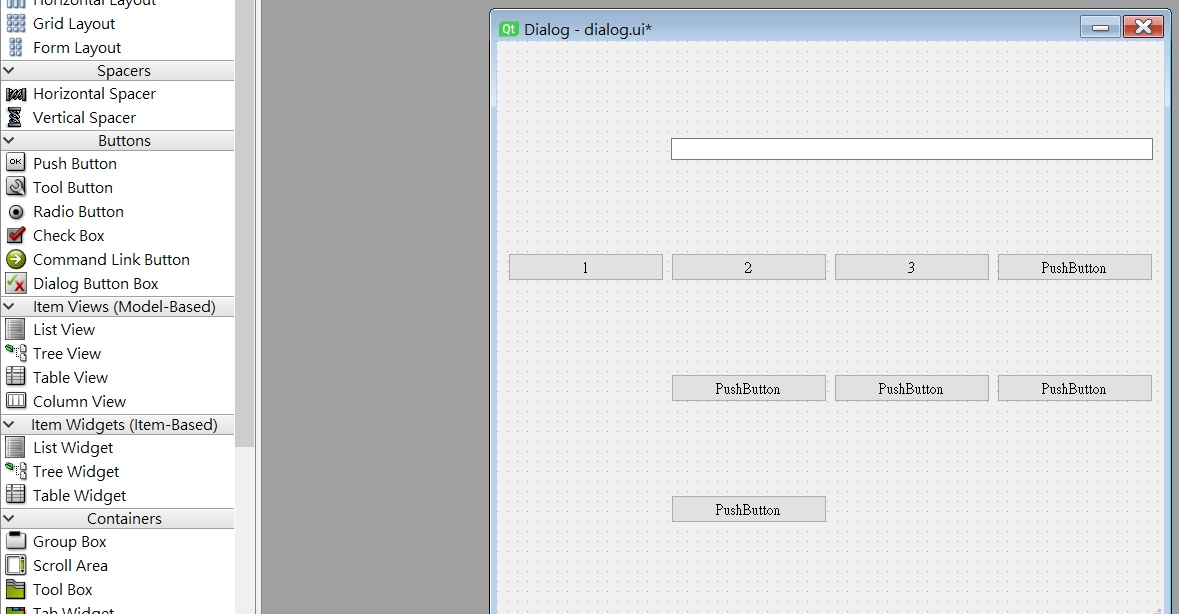 Horizontal Layout
Grid Layout
Form Layout
Spacers
Horizontal Spacer
Vertical Spacer
Buttons
OK
Push Button
Tool Button
Radio Button
Check Box
Command Link Button
Dialog Button Box
Item Views (Model-Based)
List View
Tree View
Table View
Column View
Item Widgets (Item-Based)
List Widget
Tree Widget
Table Widget
Containers
Group Box
Scroll Area
Tool Box
Tab Widget
Qt Dialog - dialog.ui*
1 2 3 PushButton
PushButton PushButton PushButton
PushButton